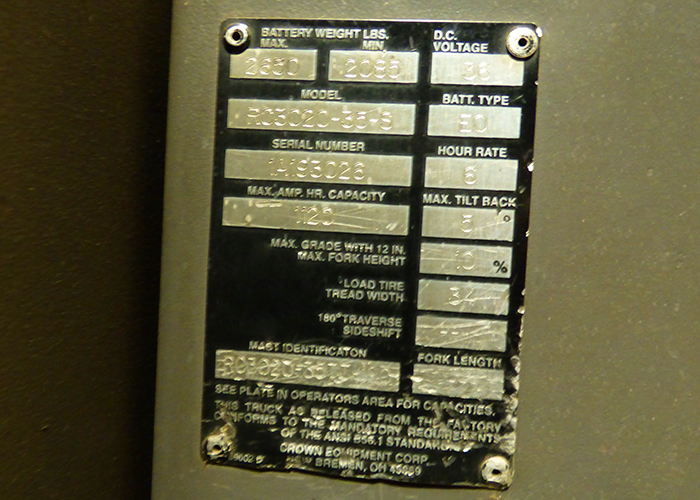 BATTERY WEIGHT LBS. D.C.
MAX. MIN. VOLTAGE
2650 2085 36
MODEL BATT. TYPE
RC3020-35-S EO
SERIAL NUMBER HOUR RATE
1A193026 6
MAX. AMP. HR. CAPACITY MAX. TILT BACK
1120 5°
MAX. GRADE WITH 12 IN.
MAX. FORK HEIGHT 10 %
LOAD TIRE
TREAD WIDTH
180° TRAVERSE
SIDESHIFT
MAST IDENTIFICATON FORK LENGTH
SEE PLATE IN OPERATORS AREA FOR CAPACITIES.
THIS TRUCK AS RELEASED FROM THE FACTORY
CONFORMS TO THE MANDATORY REQUIREMENTS
OF THE ANSI B56.1 STANDARD
CROWN EQUIPMENT CORP.
NEW BREMEN, OH 45869